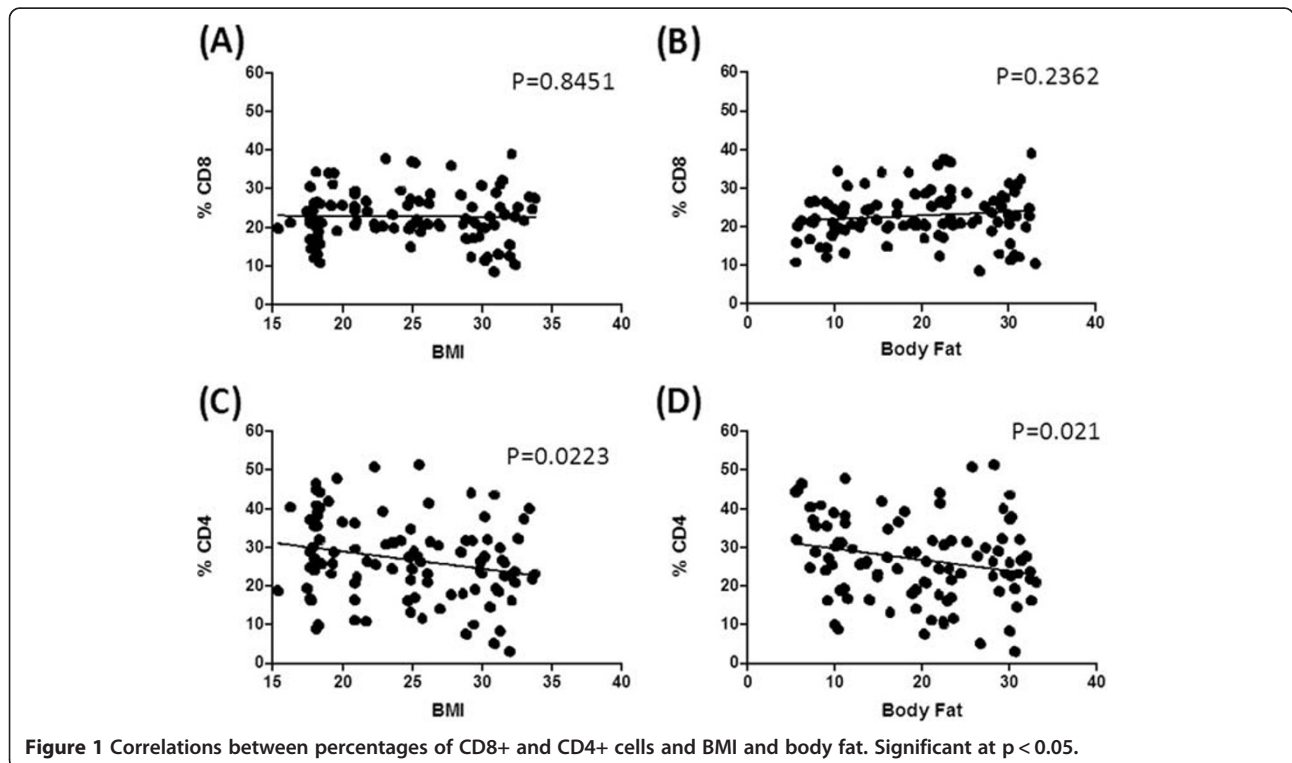 (A)
P=0.8451
% CD8
60
50
40
30
20
10
0
15 20 25 30 35 40
BMI
(B)
P=0.2362
% CD8
60
50
40
30
20
10
0
0 10 20 30 40
Body Fat
(C)
P=0.0223
% CD4
60
50
40
30
20
10
0
15 20 25 30 35 40
BMI
(D)
P=0.021
% CD4
60
50
40
30
20
10
0
0 10 20 30 40
Body Fat
Figure 1 Correlations between percentages of CD8+ and CD4+ cells and BMI and body fat. Significant at p < 0.05.